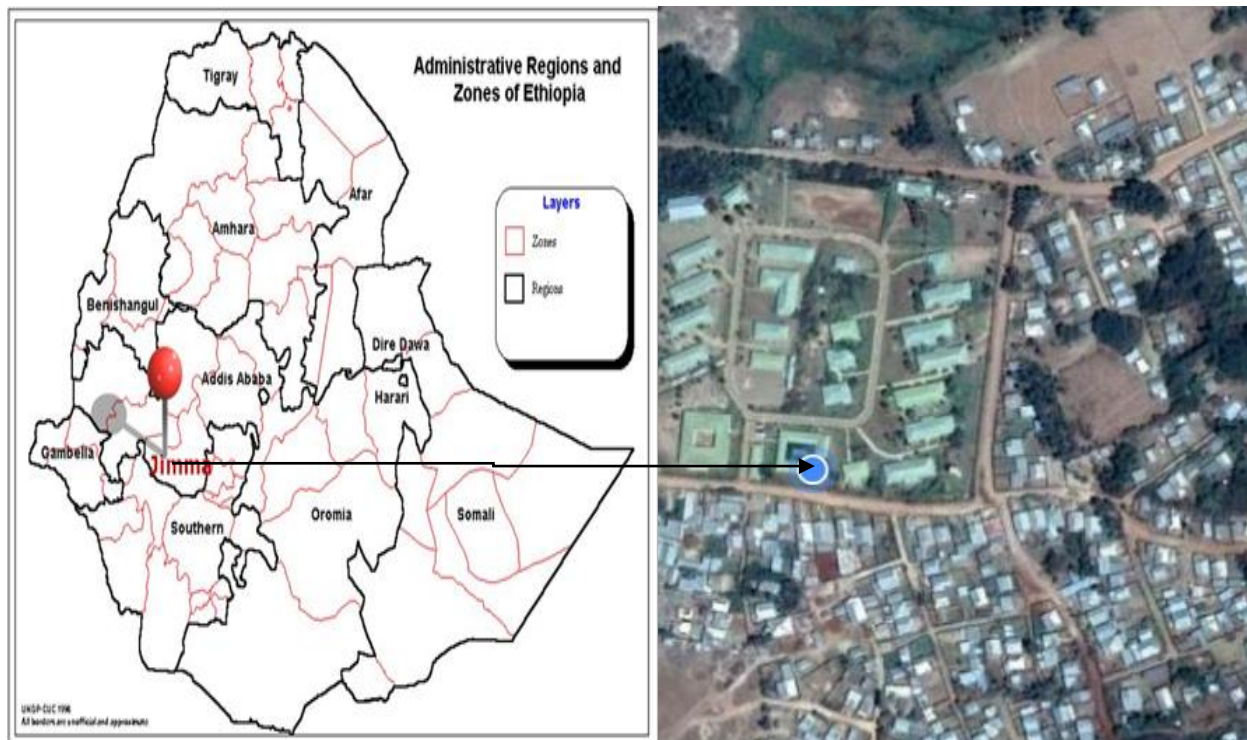 Administrative Regions and
Zones of Ethiopia
Tigray
Afar
Layers
Amhara
Zones
Regions
Benishangul
Dire Dawa
Addis Ababa
Harari
Gambella
Jimma
Oromia
Somali
Southern
UNDP-EUE 1996
All borders are unofficial and approximate